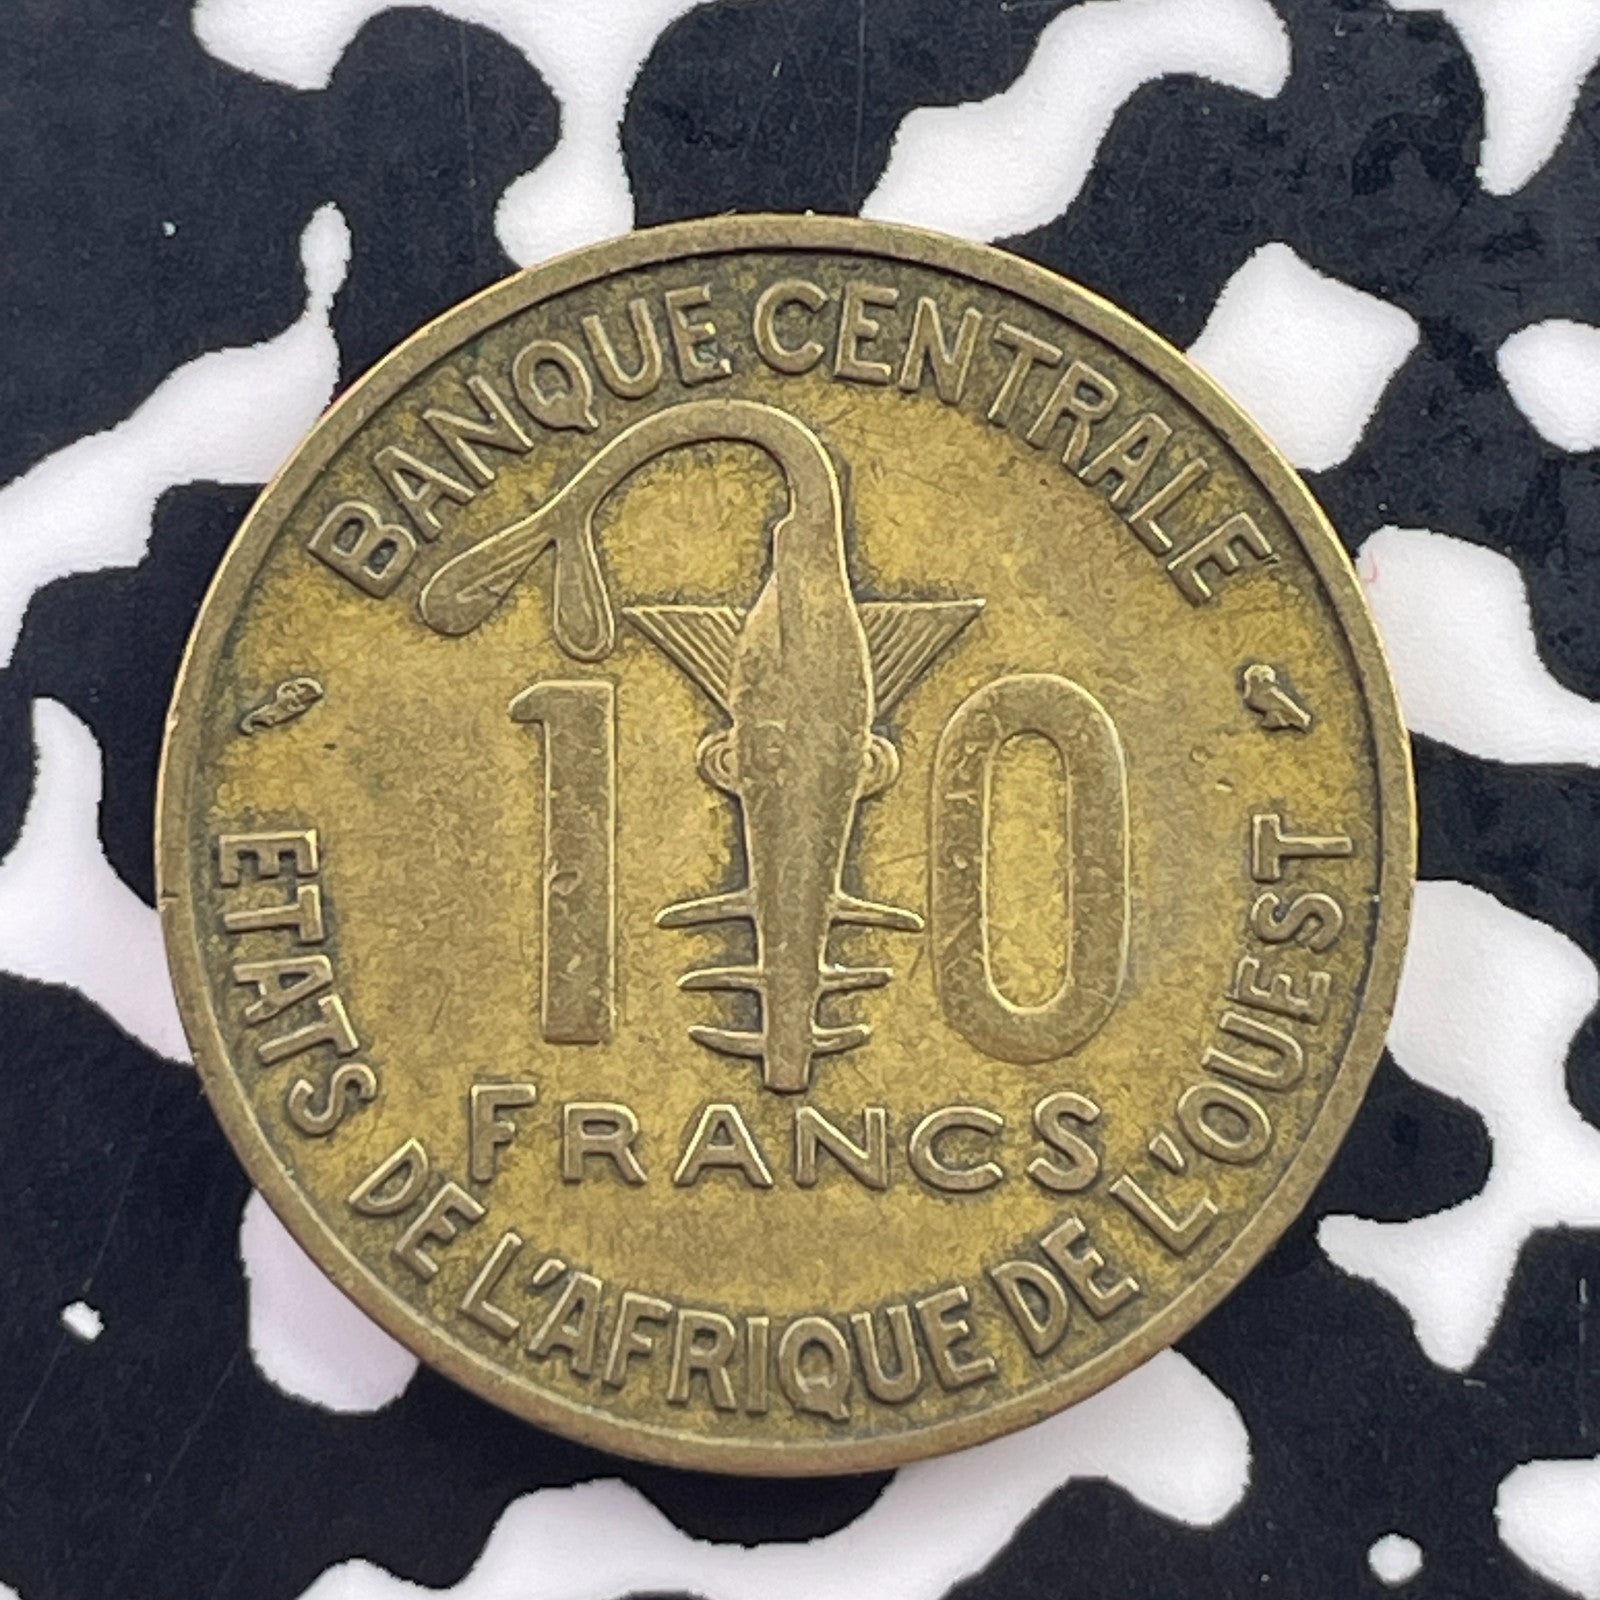 BANQUE CENTRALE
10
FRANCS
ETATS DE L'AFRIQUE DE L'OUEST